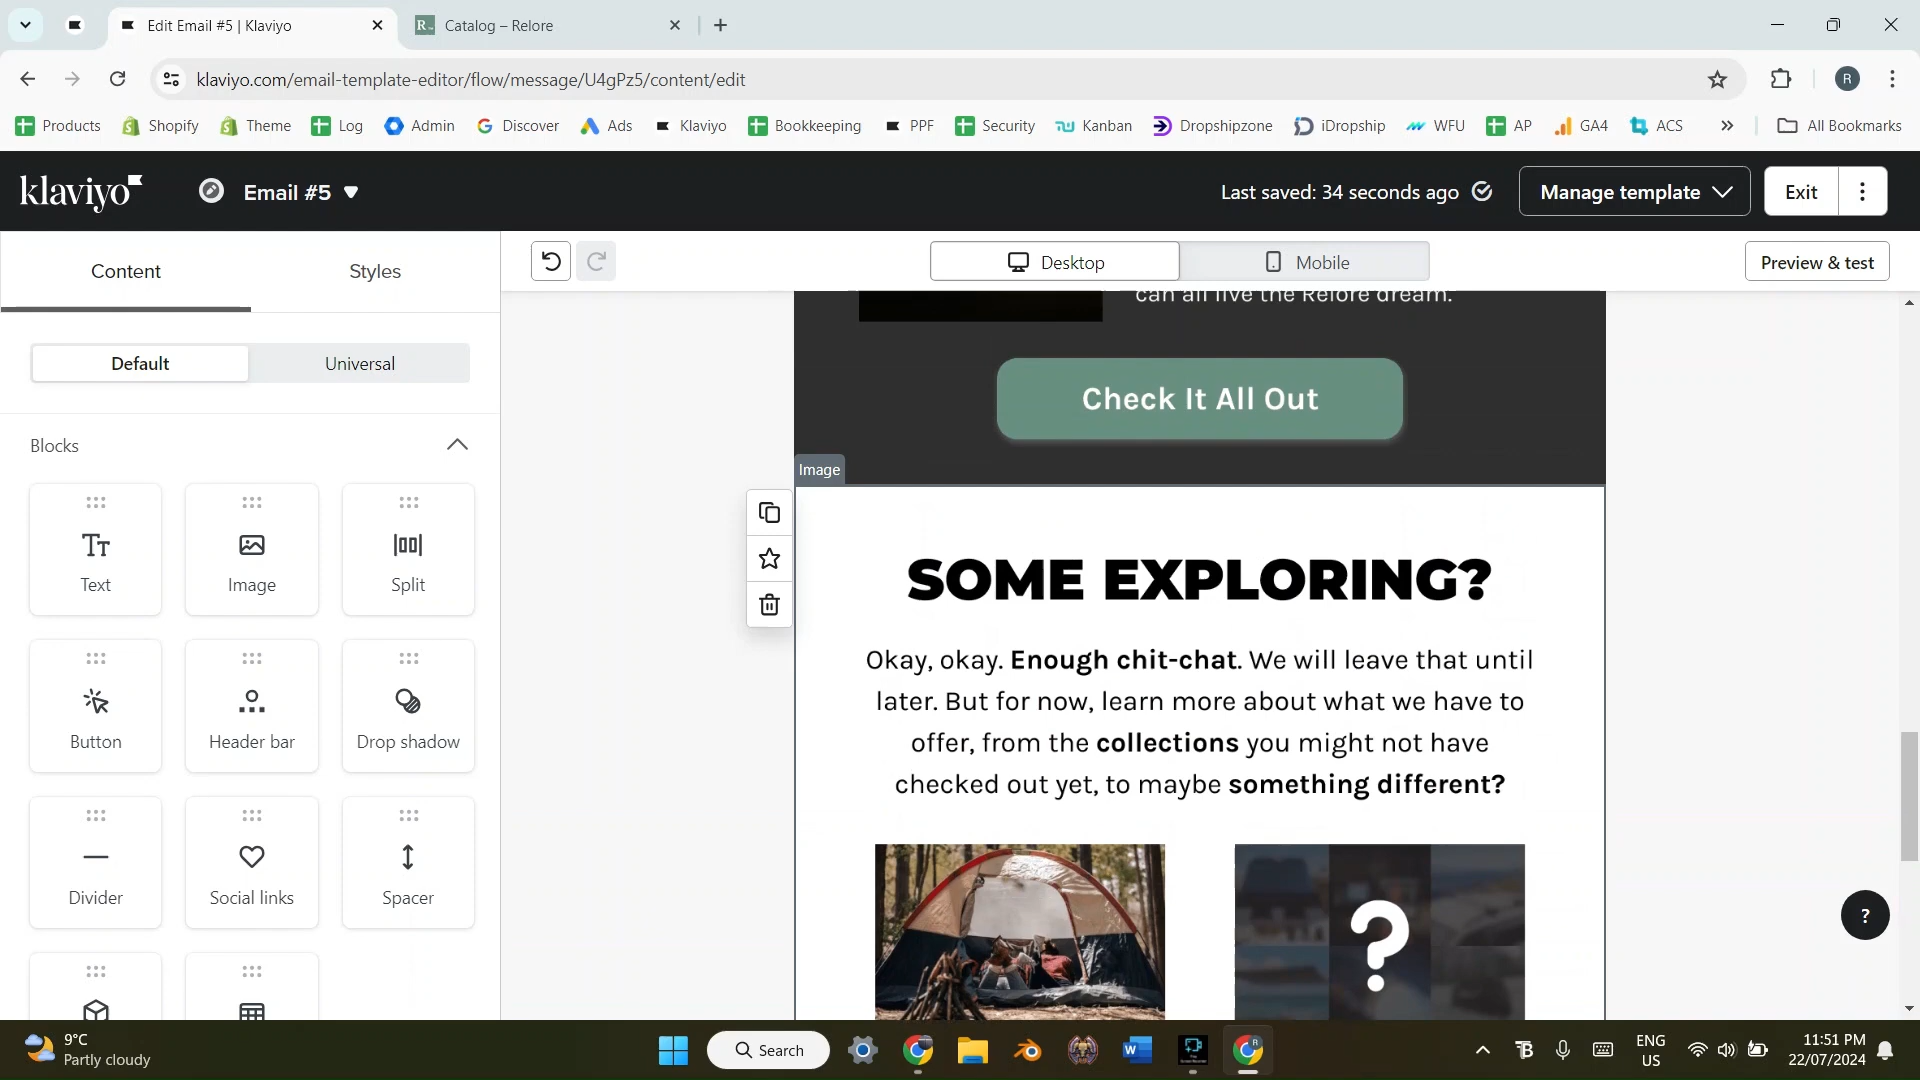 Edit Email #5 | Klaviyo
Catalog – Relore
klaviyo.com/email-template-editor/flow/message/U4gPz5/content/edit
R
Products
Shopify
Theme
Log
Admin
Discover
Ads
Klaviyo
Bookkeeping
PPF
Security
Kanban
Dropshipzone
iDropship
WFU
AP
GA4
ACS
»
All Bookmarks
klaviyo
Email #5
Last saved: 34 seconds ago
Manage template
Exit
Content
Styles
Desktop
Mobile
Preview & test
Default
Universal
Blocks
Text
Image
Split
Button
Header bar
Drop shadow
Divider
Social links
Spacer
can all live the Relore dream.
Check It All Out
Image
SOME EXPLORING?
Okay, okay. Enough chit-chat. We will leave that until
later. But for now, learn more about what we have to
offer, from the collections you might not have
checked out yet, to maybe something different?
?
?
9°C
Partly cloudy
Search
ENG
US
11:51 PM
22/07/2024